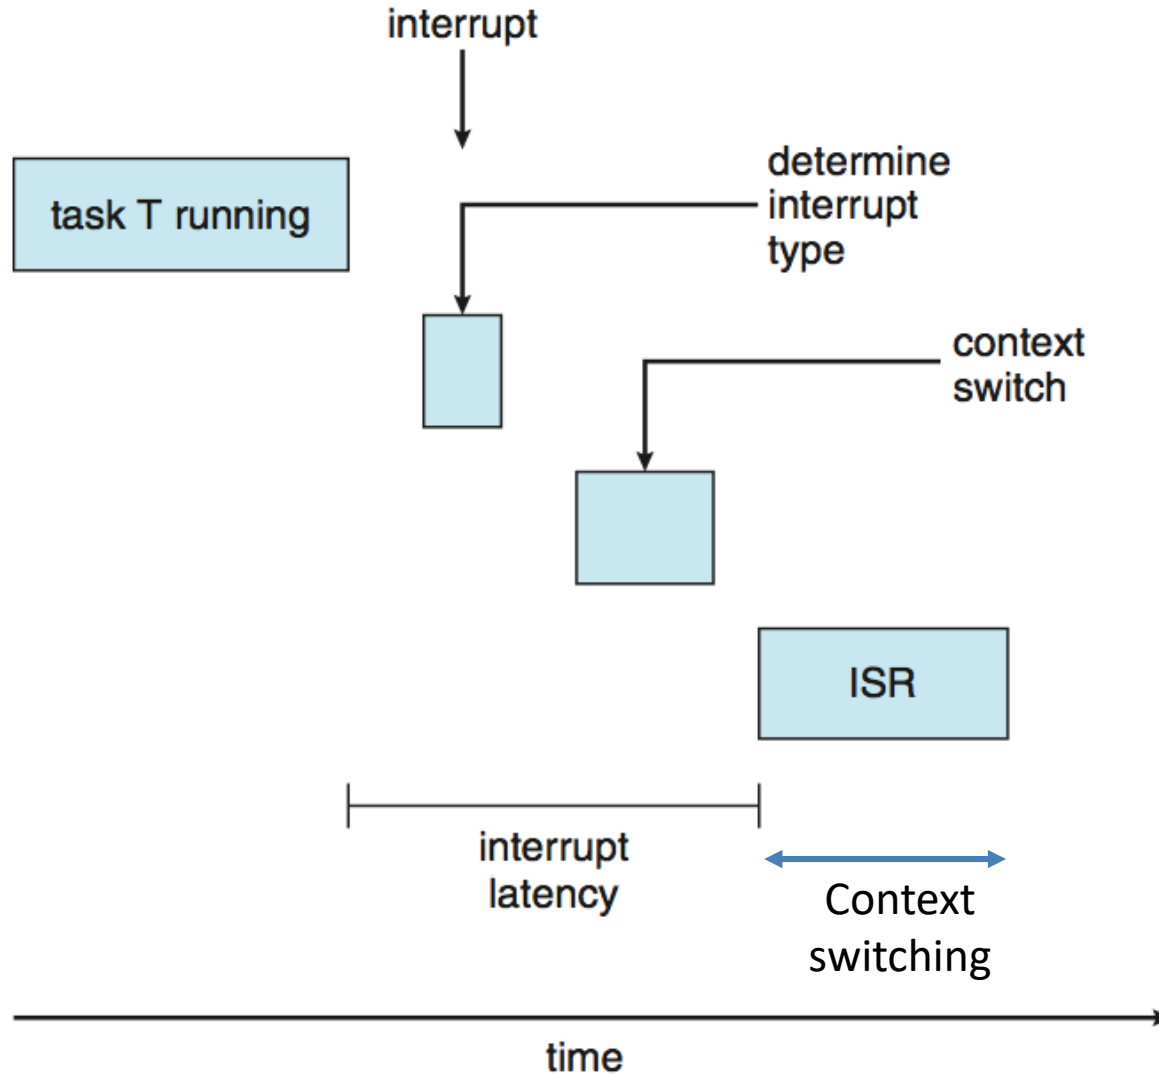 interrupt
task T running
determine
interrupt
type
context
switch
ISR
interrupt
latency
Context
switching
time